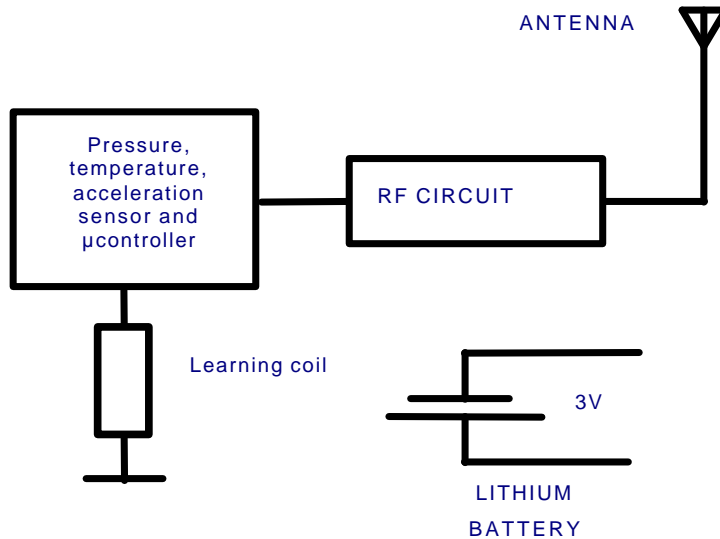 ANTENNA
Pressure,
temperature,
acceleration
sensor and
µcontroller
RF CIRCUIT
Learning coil
3V
LITHIUM
BATTERY